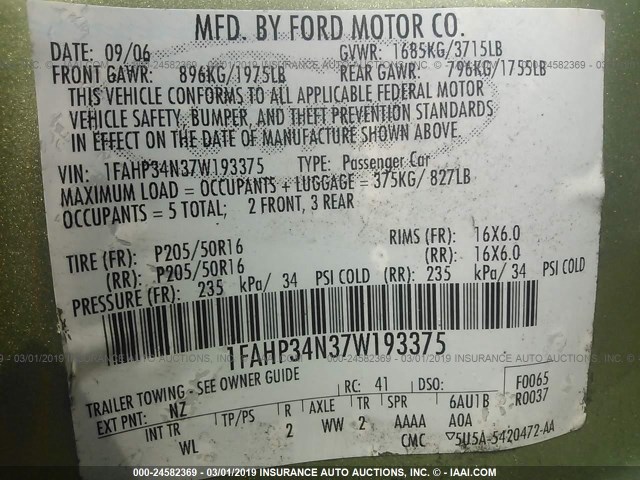 MFD. BY FORD MOTOR CO.
DATE: 09/06 GVWR: 1685KG/3715LB
FRONT GAWR: 896KG/1975LB REAR GAWR: 796KG/1755LB
THIS VEHICLE CONFORMS TO ALL APPLICABLE FEDERAL MOTOR
VEHICLE SAFETY, BUMPER, AND THEFT PREVENTION STANDARDS
IN EFFECT ON THE DATE OF MANUFACTURE SHOWN ABOVE.
VIN: 1FAHP34N37W193375 TYPE: Passenger Car
MAXIMUM LOAD = OCCUPANTS + LUGGAGE = 375KG/ 827LB
OCCUPANTS = 5 TOTAL; 2 FRONT, 3 REAR
TIRE (FR): P205/50R16 RIMS (FR): 16X6.0
(RR): P205/50R16 (RR): 16X6.0
PRESSURE (FR): 235 kPa/ 34 PSI COLD (RR): 235 kPa/ 34 PSI COLD
1FAHP34N37W193375
TRAILER TOWING - SEE OWNER GUIDE RC: 41 DSO: F0065
EXT PNT: NZ 6AU1B R0037
INT TR TP/PS R AXLE TR SPR AAAA A0A
WL 2 WW 2 CMC ▽5U5A-5420472-AA
000-24582369 - 03/01/2019 INSURANCE AUTO AUCTIONS - IAAI.COM